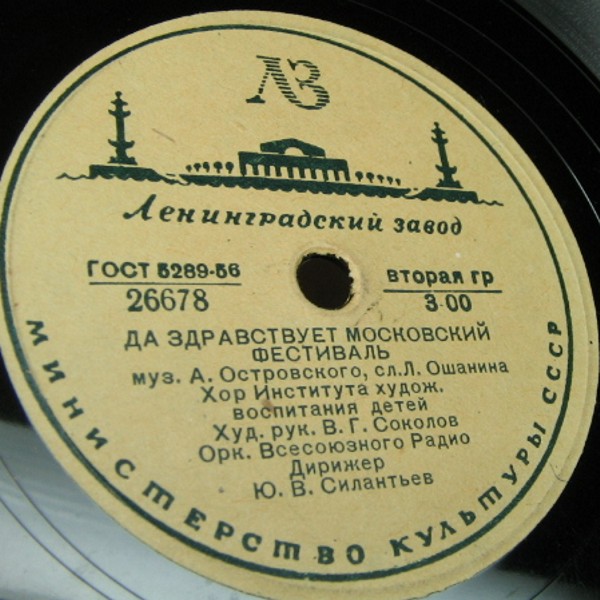 ЛЗ
Ленинградский завод
ГОСТ 5289-56
26678
вторая гр
3-00
ДА ЗДРАВСТВУЕТ МОСКОВСКИЙ
ФЕСТИВАЛЬ
муз. А. Островского, сл. Л. Ошанина
Хор Института худож.
воспитания детей
Худ. рук. В. Г. Соколов
Орк. Всесоюзного Радио
Дирижер
Ю. В. Силантьев
МИНИСТЕРСТВО КУЛЬТУРЫ СССР